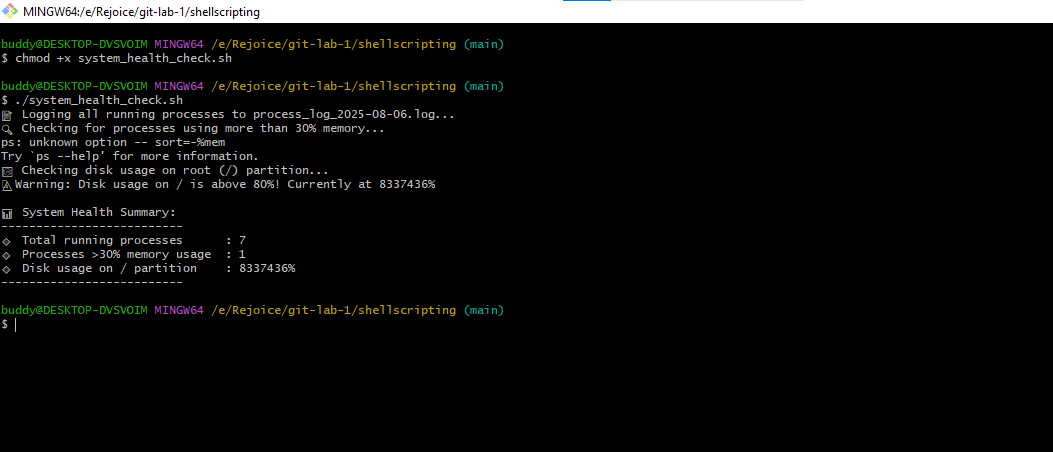 MINGW64:/e/Rejoice/git-lab-1/shellscripting
buddy@DESKTOP-DVSVOIM MINGW64 /e/Rejoice/git-lab-1/shellscripting (main)
$ chmod +x system_health_check.sh
buddy@DESKTOP-DVSVOIM MINGW64 /e/Rejoice/git-lab-1/shellscripting (main)
$ ./system_health_check.sh
📝 Logging all running processes to process_log_2025-08-06.log...
🔍 Checking for processes using more than 30% memory...
ps: unknown option -- sort=-%mem
Try `ps --help' for more information.
💽 Checking disk usage on root (/) partition...
⚠️Warning: Disk usage on / is above 80%! Currently at 8337436%
📊 System Health Summary:
--------------------------
🔹 Total running processes : 7
🔹 Processes >30% memory usage : 1
🔹 Disk usage on / partition : 8337436%
--------------------------
buddy@DESKTOP-DVSVOIM MINGW64 /e/Rejoice/git-lab-1/shellscripting (main)
$